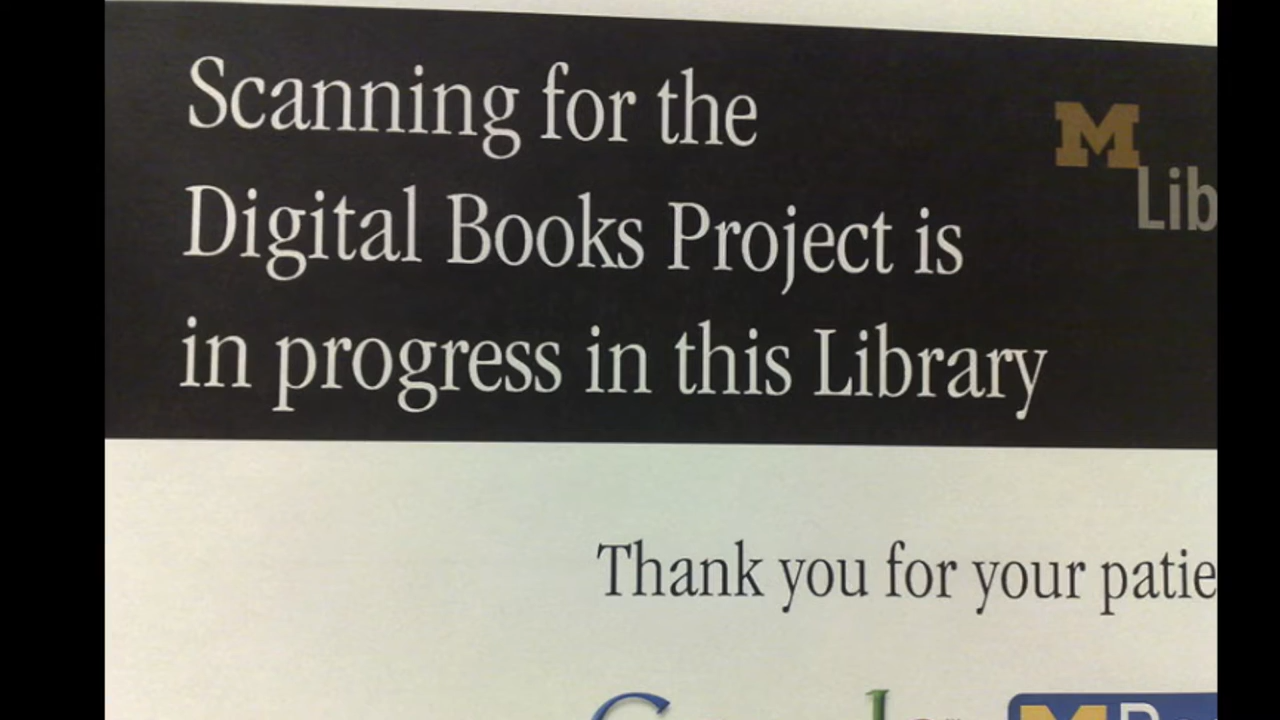 Scanning for the
Digital Books Project is
in progress in this Library
M
Lib
Thank you for your patie